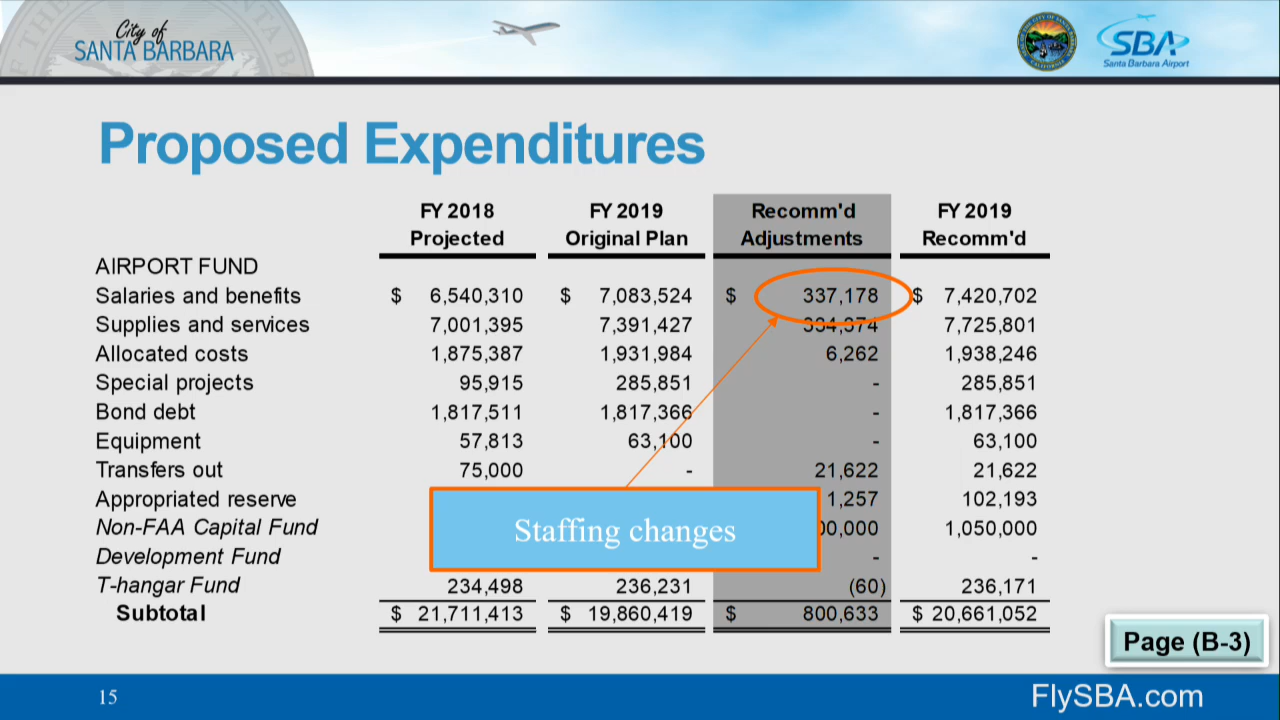 City of
SANTA BARBARA
SBA
Santa Barbara Airport
Proposed Expenditures
FY 2018 FY 2019 Recomm'd FY 2019
Projected Original Plan Adjustments Recomm'd
AIRPORT FUND
Salaries and benefits $ 6,540,310 $ 7,083,524 $ 337,178 $ 7,420,702
Supplies and services 7,001,395 7,391,427 334,374 7,725,801
Allocated costs 1,875,387 1,931,984 6,262 1,938,246
Special projects 95,915 285,851 - 285,851
Bond debt 1,817,511 1,817,366 - 1,817,366
Equipment 57,813 63,100 - 63,100
Transfers out 75,000 - 21,622 21,622
Appropriated reserve 1,257 102,193
Non-FAA Capital Fund 00,000 1,050,000
Staffing changes
Development Fund - -
T-hangar Fund 234,498 236,231 (60) 236,171
Subtotal $ 21,711,413 $ 19,860,419 $ 800,633 $ 20,661,052
Page (B-3)
15
FlySBA.com